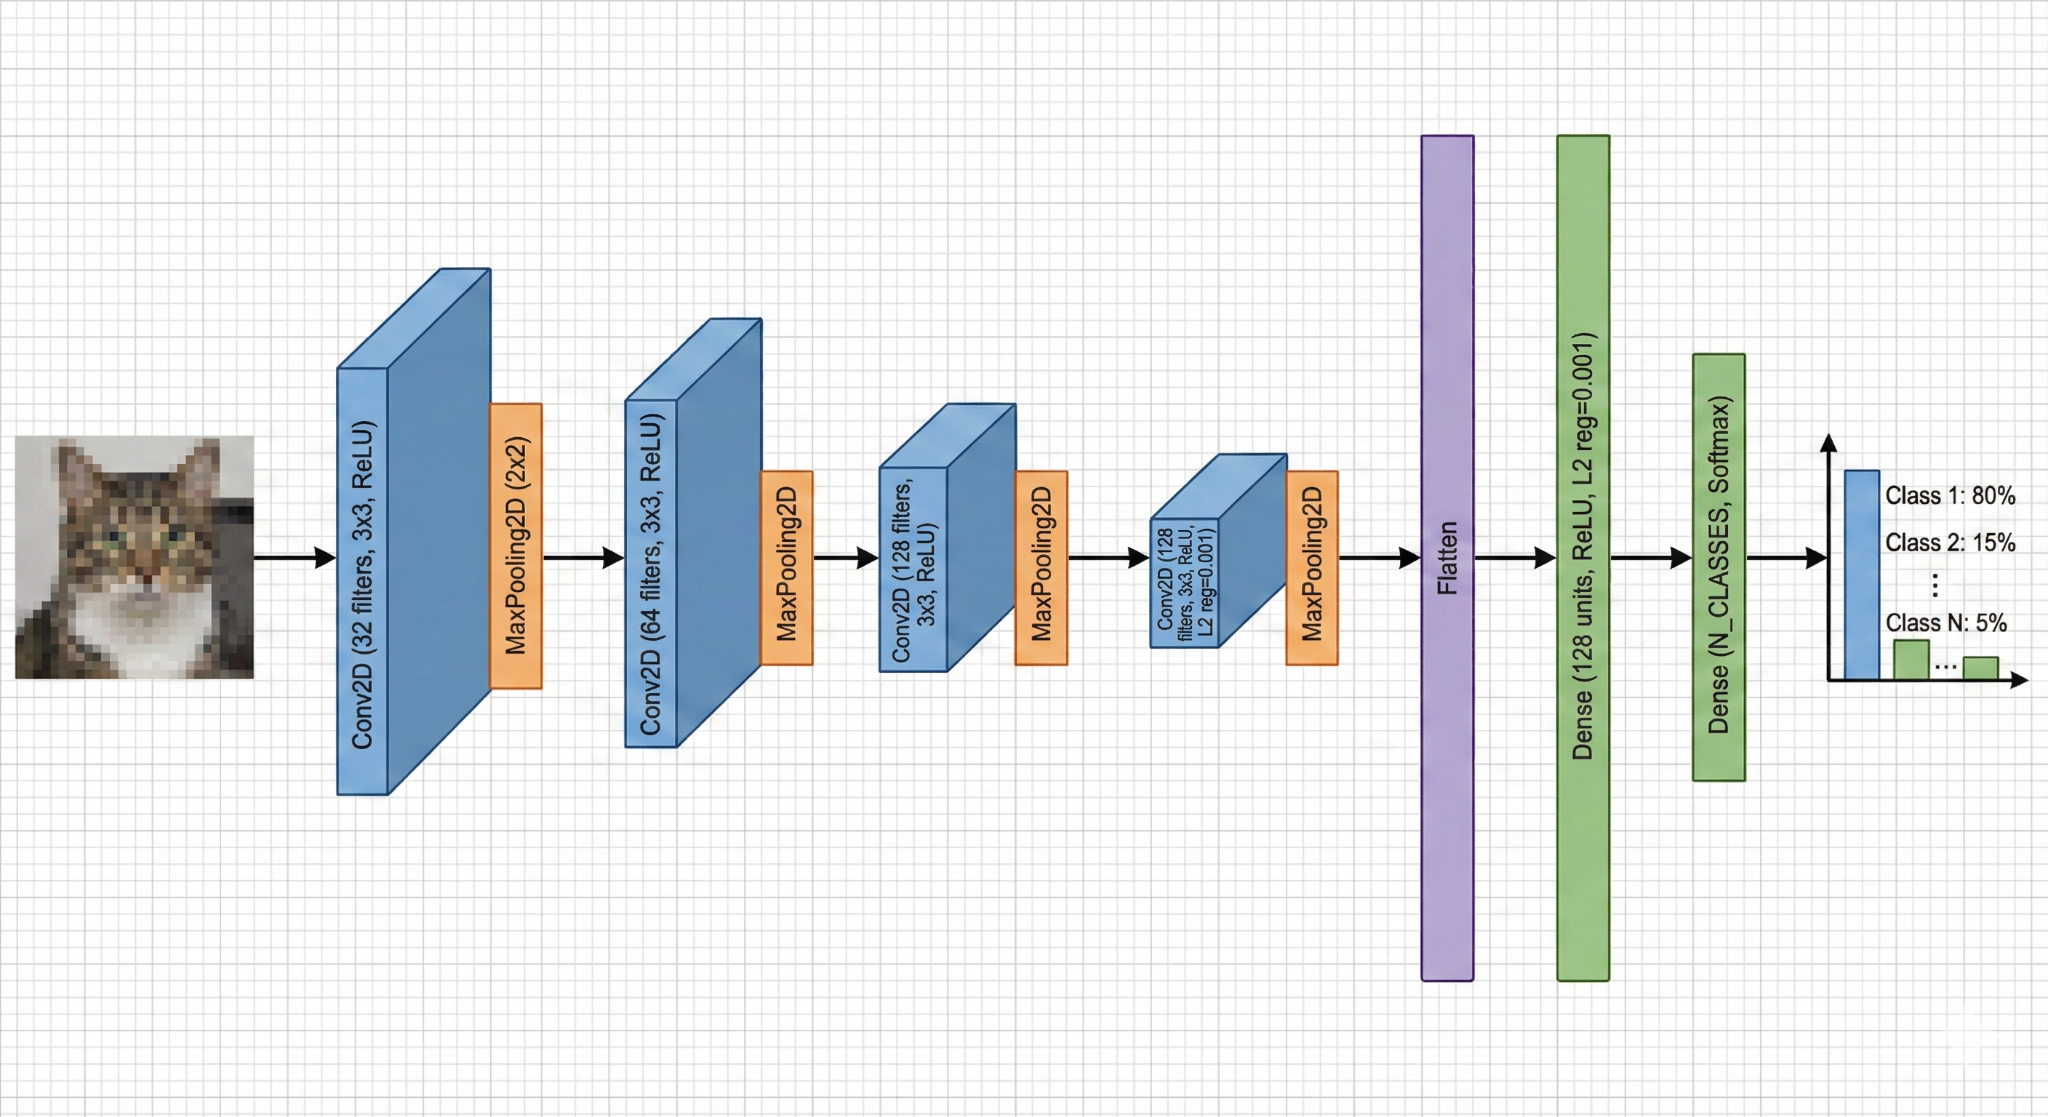 Conv2D (32 filters, 3x3, ReLU)
MaxPooling2D (2x2)
Conv2D (64 filters, 3x3, ReLU)
MaxPooling2D
Conv2D (128 filters,
3x3, ReLU)
MaxPooling2D
Conv2D (128
filters, 3x3, ReLU,
L2 reg=0.001)
MaxPooling2D
Flatten
Dense (128 units, ReLU, L2 reg=0.001)
Dense (N_CLASSES, Softmax)
Class 1: 80%
Class 2: 15%
⋮
Class N: 5%
...